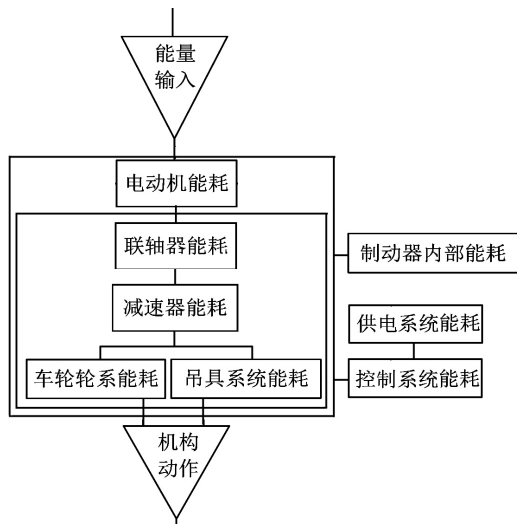 能量
输入
电动机能耗
联轴器能耗
制动器内部能耗
减速器能耗
供电系统能耗
车轮轮系能耗
吊具系统能耗
控制系统能耗
机构
动作